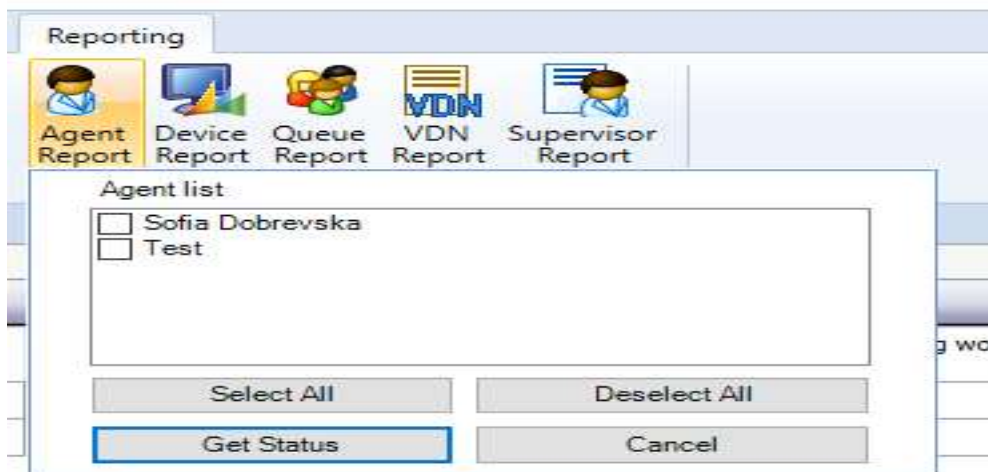 Reporting
Agent Report
Device Report
Queue Report
VDN
VDN Report
Supervisor Report
Agent list
Sofia Dobrevska
Test
Select All
Deselect All
Get Status
Cancel